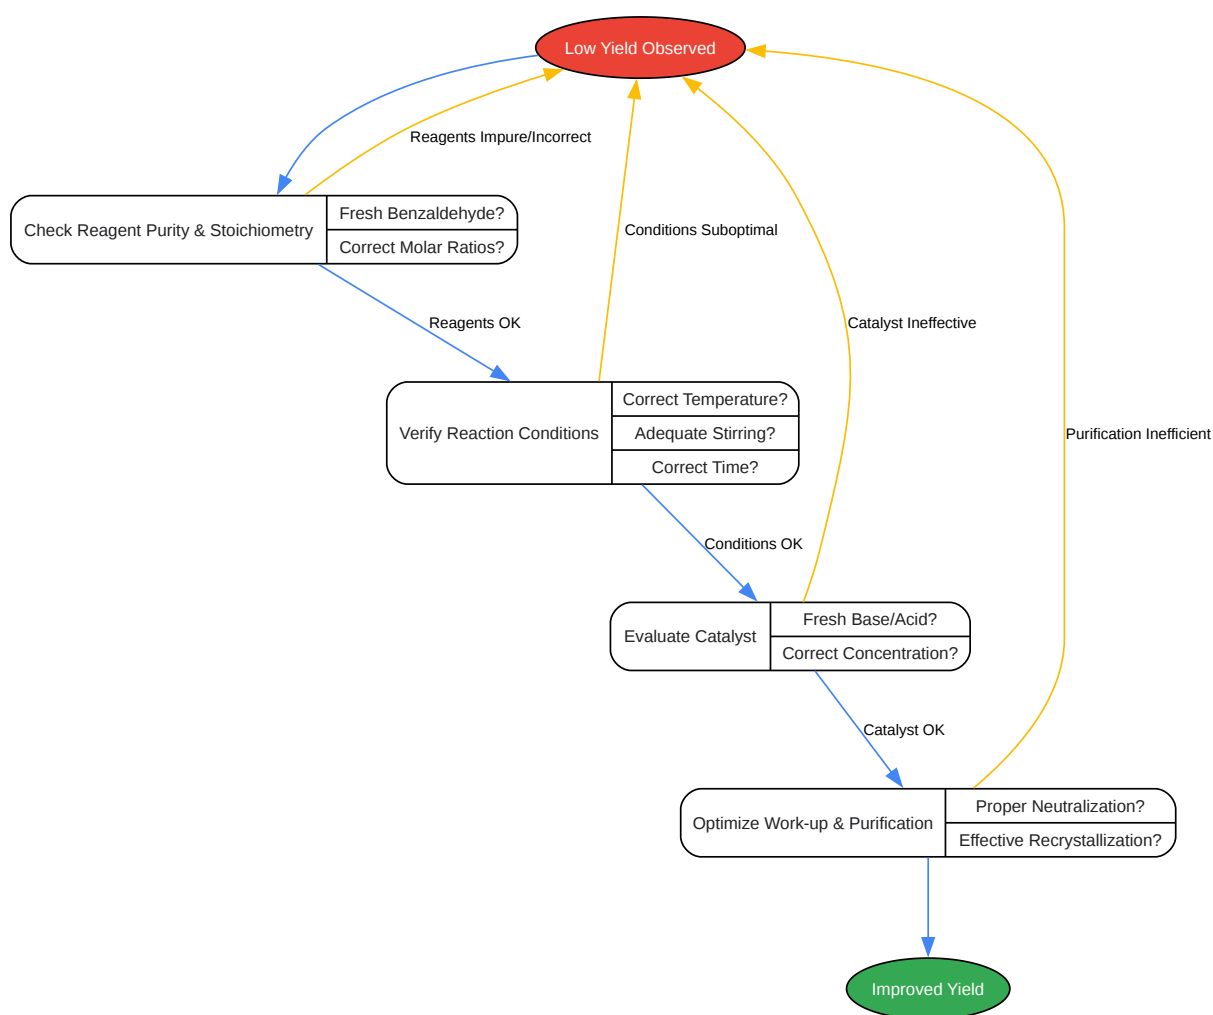 Low Yield Observed
Reagents Impure/Incorrect
Check Reagent Purity & Stoichiometry
Fresh Benzaldehyde?
Correct Molar Ratios?
Conditions Suboptimal
Reagents OK
Catalyst Ineffective
Verify Reaction Conditions
Correct Temperature?
Adequate Stirring?
Correct Time?
Purification Inefficient
Conditions OK
Evaluate Catalyst
Fresh Base/Acid?
Correct Concentration?
Catalyst OK
Optimize Work-up & Purification
Proper Neutralization?
Effective Recrystallization?
Improved Yield